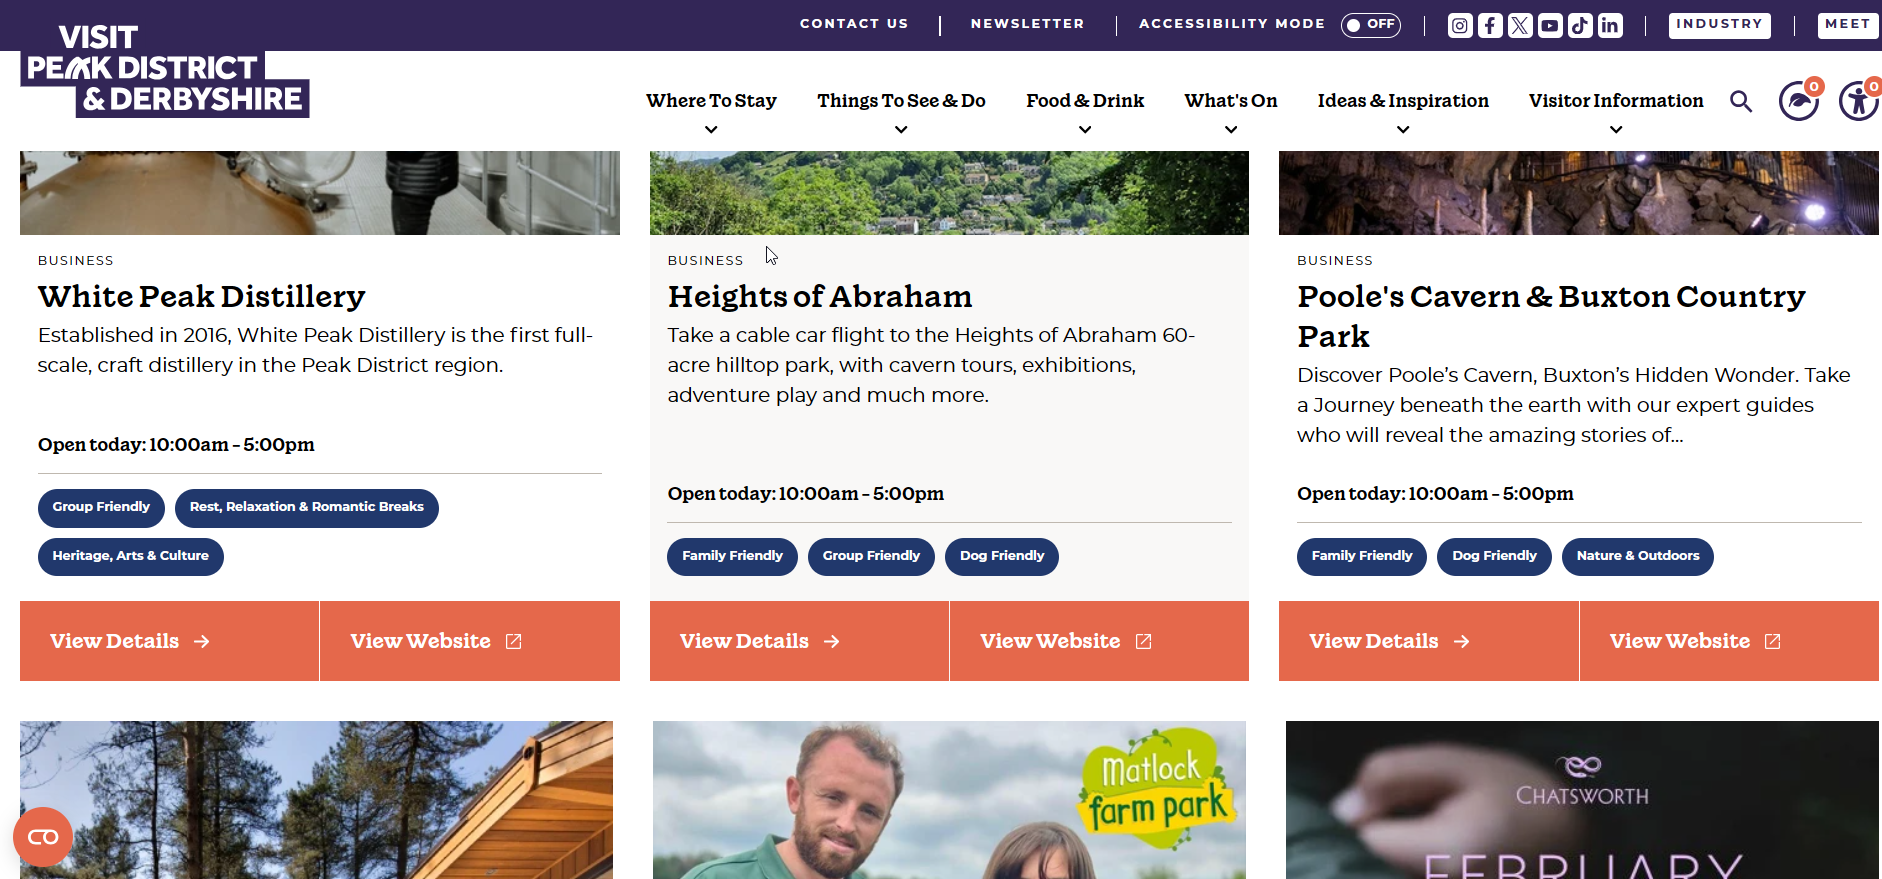 CONTACT US
NEWSLETTER
ACCESSIBILITY MODE
OFF
INDUSTRY
MEET
VISIT
PEAK DISTRICT
& DERBYSHIRE
Where To Stay
Things To See & Do
Food & Drink
What's On
Ideas & Inspiration
Visitor Information
0
0
BUSINESS
White Peak Distillery
Established in 2016, White Peak Distillery is the first full-
scale, craft distillery in the Peak District region.
Open today: 10:00am - 5:00pm
Group Friendly
Rest, Relaxation & Romantic Breaks
Heritage, Arts & Culture
View Details
View Website
BUSINESS
Heights of Abraham
Take a cable car flight to the Heights of Abraham 60-
acre hilltop park, with cavern tours, exhibitions,
adventure play and much more.
Open today: 10:00am - 5:00pm
Family Friendly
Group Friendly
Dog Friendly
View Details
View Website
BUSINESS
Poole's Cavern & Buxton Country
Park
Discover Poole’s Cavern, Buxton’s Hidden Wonder. Take
a Journey beneath the earth with our expert guides
who will reveal the amazing stories of...
Open today: 10:00am - 5:00pm
Family Friendly
Dog Friendly
Nature & Outdoors
View Details
View Website
Matlock
farm park
CHATSWORTH
FEBRUARY